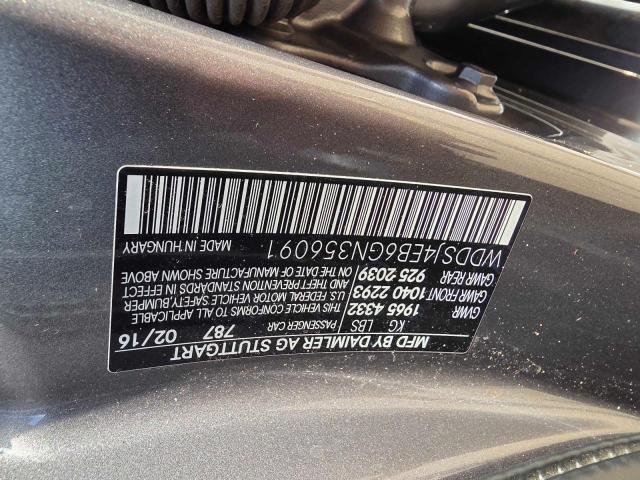 MFD BY DAIMLER AG STUTTGART
787 02/16
KG LBS PASSENGER CAR
GVWR 1965 4332 THIS VEHICLE CONFORMS TO ALL APPLICABLE
GAWR FRONT 1040 2293 U.S. FEDERAL MOTOR VEHICLE SAFETY, BUMPER
GAWR REAR 925 2039 AND THEFT PREVENTION STANDARDS IN EFFECT
ON THE DATE OF MANUFACTURE SHOWN ABOVE
WDDSJ4EB6GN356091 MADE IN HUNGARY